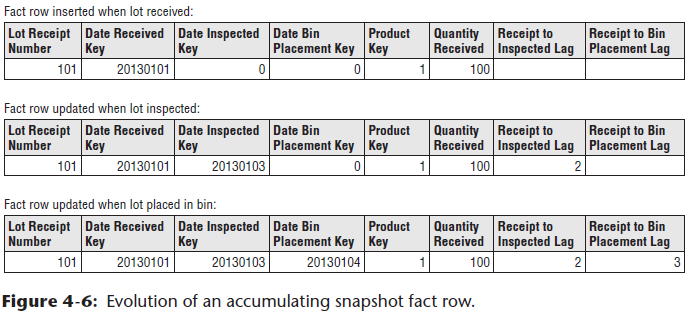 Fact row inserted when lot received:
Lot Receipt Number | Date Received Key | Date Inspected Key | Date Bin Placement Key | Product Key | Quantity Received | Receipt to Inspected Lag | Receipt to Bin Placement Lag
101 | 20130101 | 0 | 0 | 1 | 100 | |
Fact row updated when lot inspected:
Lot Receipt Number | Date Received Key | Date Inspected Key | Date Bin Placement Key | Product Key | Quantity Received | Receipt to Inspected Lag | Receipt to Bin Placement Lag
101 | 20130101 | 20130103 | 0 | 1 | 100 | 2 |
Fact row updated when lot placed in bin:
Lot Receipt Number | Date Received Key | Date Inspected Key | Date Bin Placement Key | Product Key | Quantity Received | Receipt to Inspected Lag | Receipt to Bin Placement Lag
101 | 20130101 | 20130103 | 20130104 | 1 | 100 | 2 | 3
Figure 4-6: Evolution of an accumulating snapshot fact row.